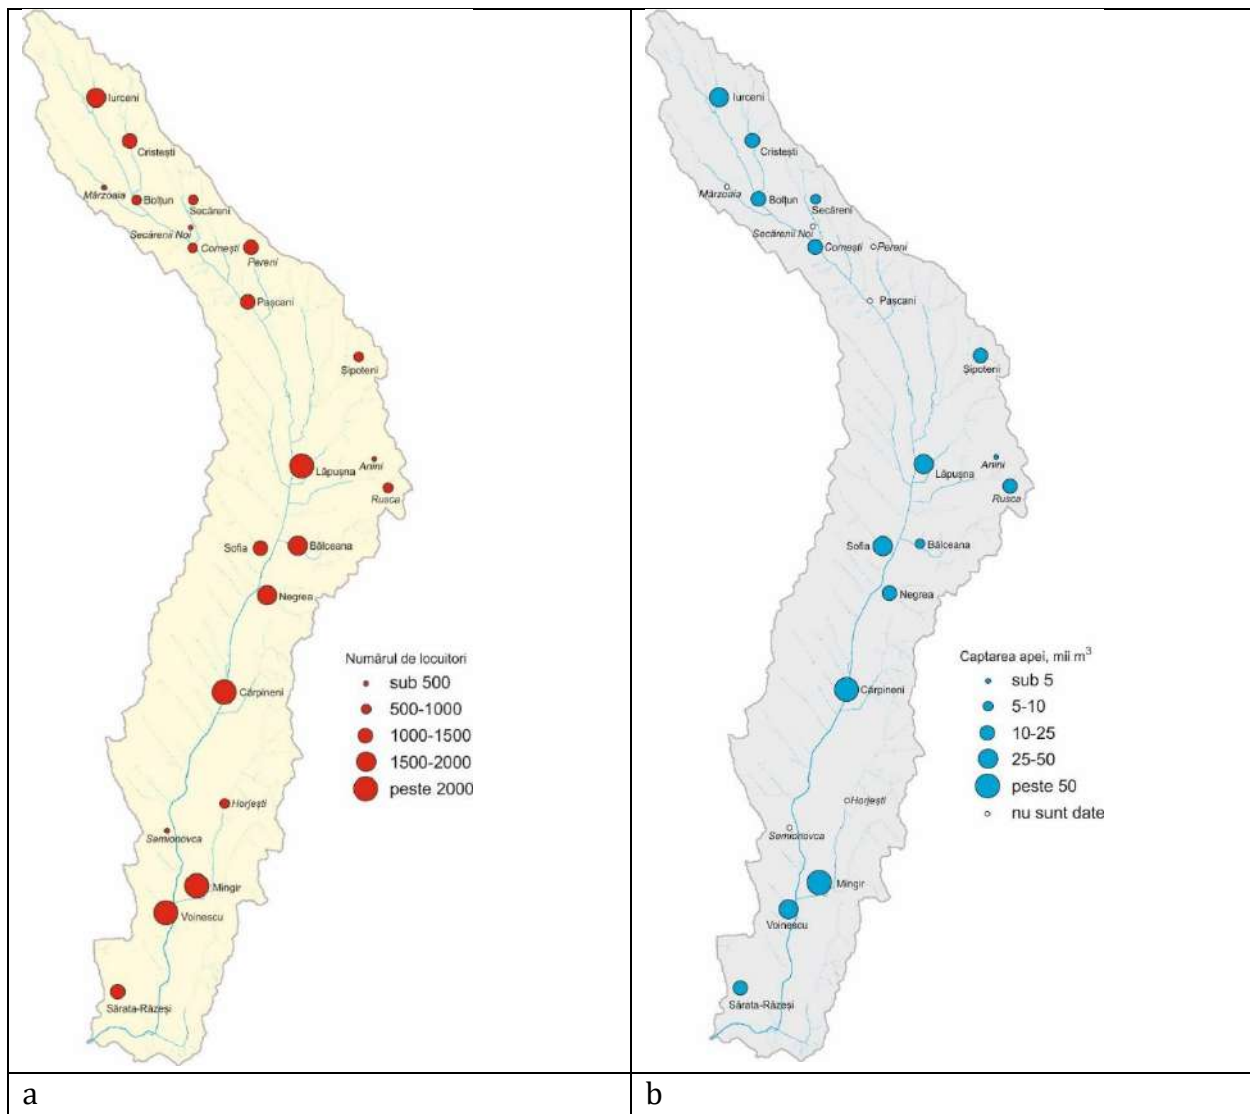 Iurceni
Cristești
Mârzoaia
Bolțun
Secăreni
Secărenii Noi
Cornești
Pereni
Pașcani
Șipoteni
Lăpușna
Anini
Rusca
Sofia
Bălceana
Negrea
Numărul de locuitori
sub 500
500-1000
1000-1500
1500-2000
peste 2000
Cărpineni
Horjești
Semionovca
Mingir
Voinescu
Sărata-Răzeși
a
Iurceni
Cristești
Mârzoaia
Bolțun
Secăreni
Secărenii Noi
Cornești
Pereni
Pașcani
Șipoteni
Lăpușna
Anini
Rusca
Sofia
Bălceana
Negrea
Captarea apei, mii m³
sub 5
5-10
10-25
25-50
peste 50
nu sunt date
Cărpineni
Horjești
Semionovca
Mingir
Voinescu
Sărata-Răzeși
b